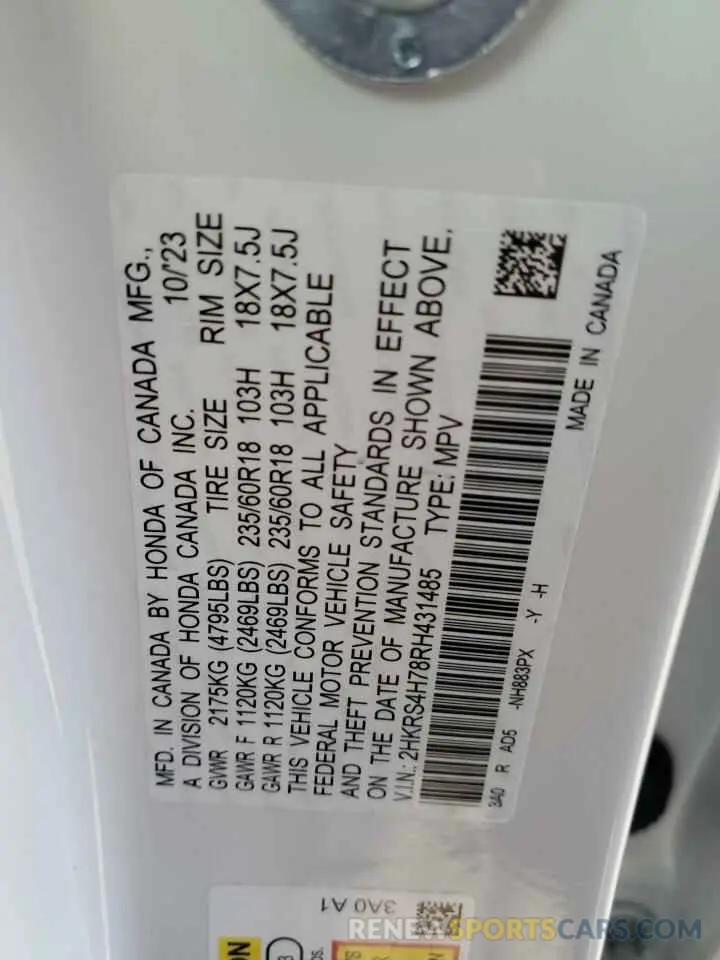 MFD. IN CANADA BY HONDA OF CANADA MFG.,
A DIVISION OF HONDA CANADA INC. 10/'23
GVWR 2175KG (4795LBS) TIRE SIZE RIM SIZE
GAWR F 1120KG (2469LBS) 235/60R18 103H 18X7.5J
GAWR R 1120KG (2469LBS) 235/60R18 103H 18X7.5J
THIS VEHICLE CONFORMS TO ALL APPLICABLE
FEDERAL MOTOR VEHICLE SAFETY
AND THEFT PREVENTION STANDARDS IN EFFECT
ON THE DATE OF MANUFACTURE SHOWN ABOVE.
V.I.N.: 2HKRS4H78RH431485 TYPE: MPV
3A0 R AD5 -NH883PX -Y -H
MADE IN CANADA
3A0 A1
RENEWSPORTSCARS.COM